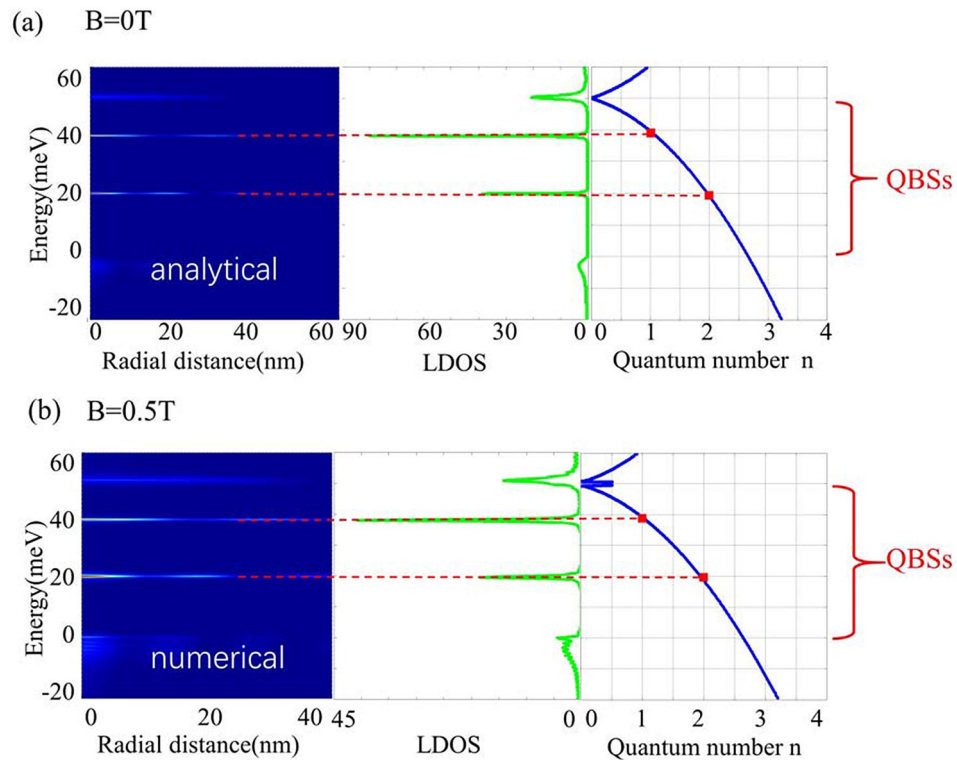 (a) B=0T
Energy(meV)
60
40
20
0
-20
analytical
0 20 40 60
Radial distance(nm)
90 60 30 0
LDOS
0 1 2 3 4
Quantum number n
QBSs
(b) B=0.5T
Energy(meV)
60
40
20
0
-20
numerical
0 20 40
Radial distance(nm)
45 0
LDOS
0 1 2 3 4
Quantum number n
QBSs